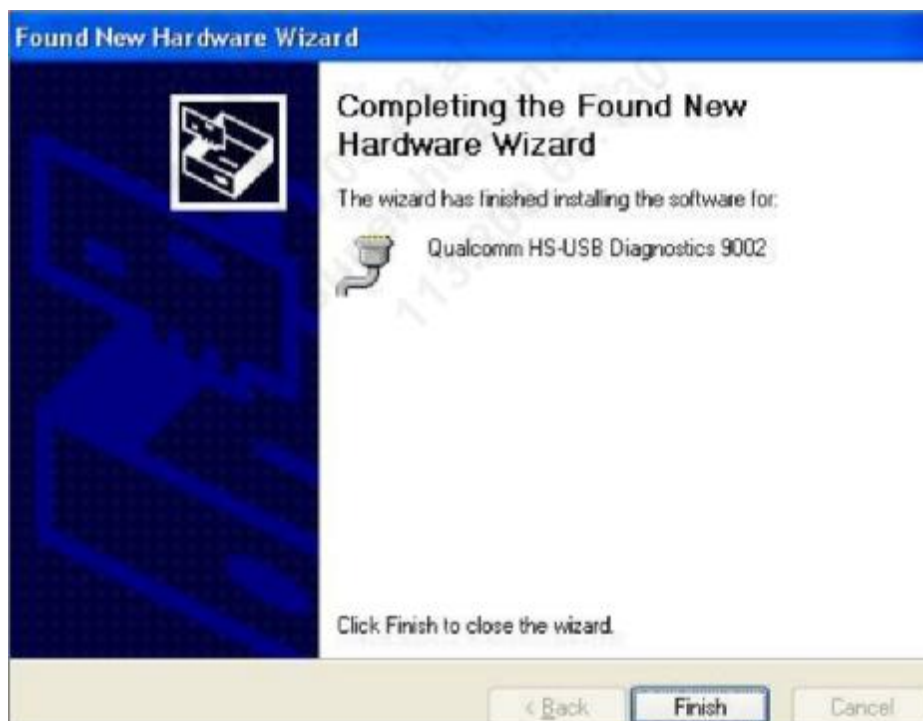 Found New Hardware Wizard
Completing the Found New
Hardware Wizard
The wizard has finished installing the software for:
Qualcomm HS-USB Diagnostics 9002
Click Finish to close the wizard.
< Back
Finish
Cancel